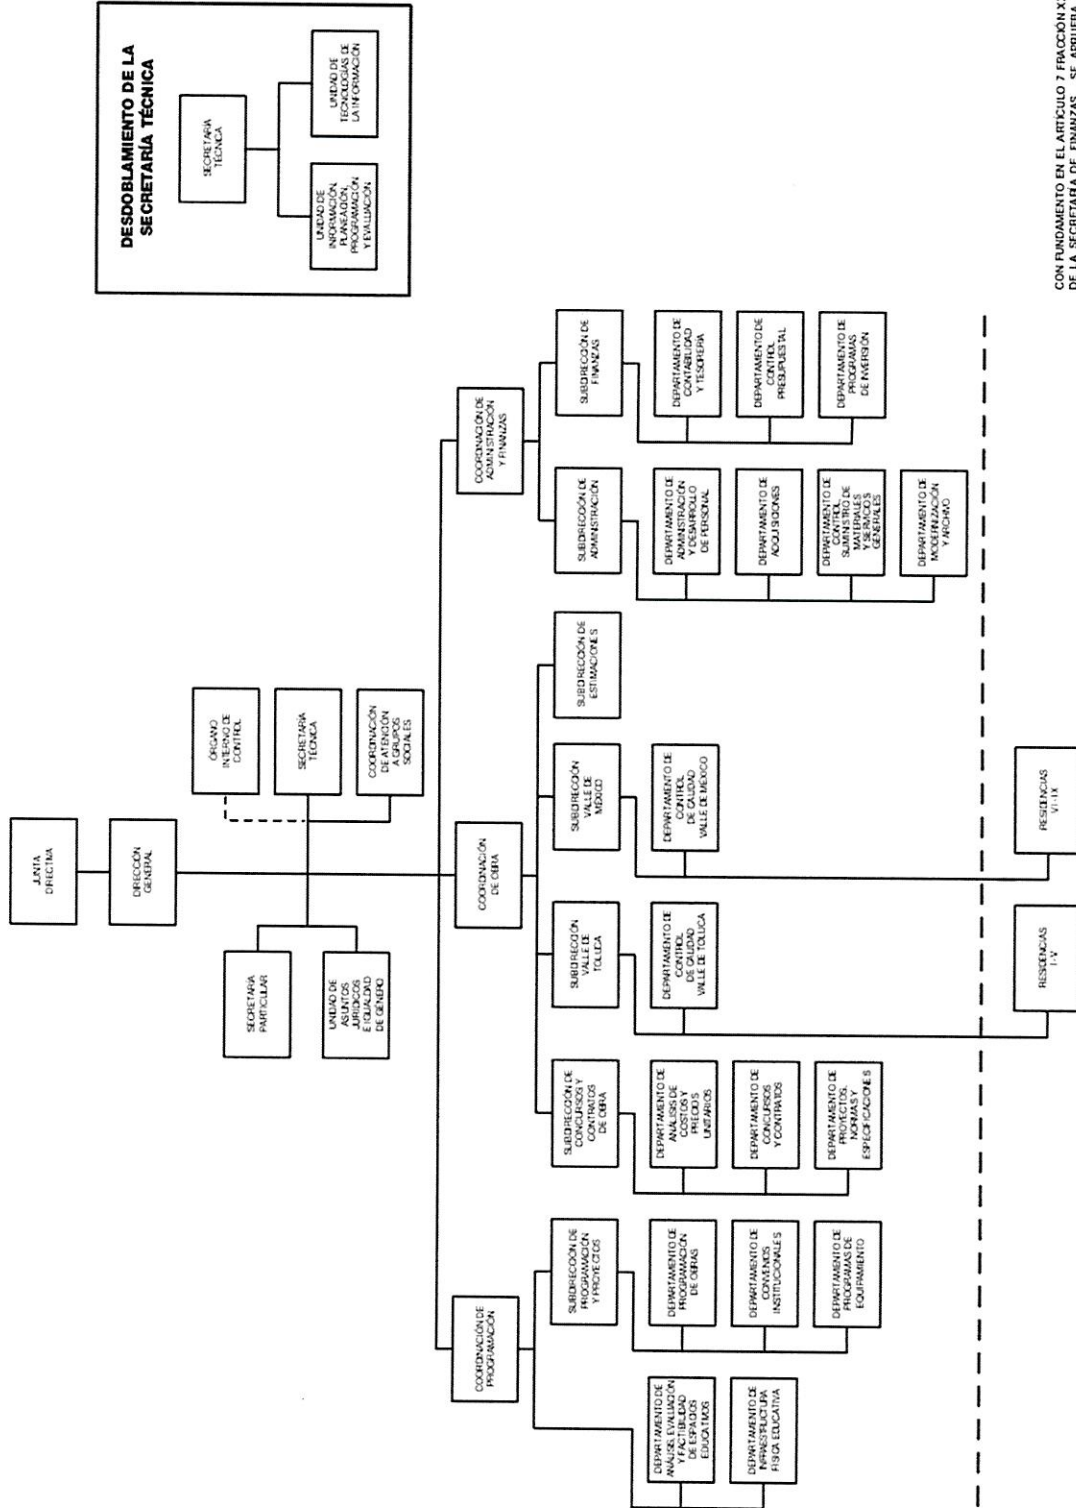 DESDOBLAMIENTO DE LA
SECRETARÍA TÉCNICA
SECRETARÍA
TÉCNICA
UNIDAD DE
INFORMACIÓN,
PLANEACIÓN,
PROGRAMACIÓN
Y EVALUACIÓN
UNIDAD DE
TECNOLOGÍAS DE
LA INFORMACIÓN
JUNTA
DIRECTIVA
DIRECCIÓN
GENERAL
ÓRGANO
INTERNO DE
CONTROL
SECRETARÍA
PARTICULAR
SECRETARÍA
TÉCNICA
UNIDAD DE
ASUNTOS
JURÍDICOS
E IGUALDAD
DE GÉNERO
COORDINACIÓN
DE ATENCIÓN
A GRUPOS
SOCIALES
COORDINACIÓN DE
PROGRAMACIÓN
COORDINACIÓN
DE OBRA
COORDINACIÓN DE
ADMINISTRACIÓN
Y FINANZAS
SUBDIRECCIÓN DE
PROGRAMACIÓN
Y PROYECTOS
SUBDIRECCIÓN DE
CONCURSOS Y
CONTRATOS
DE OBRA
SUBDIRECCIÓN
VALLE DE
TOLUCA
SUBDIRECCIÓN
VALLE DE
MÉXICO
SUBDIRECCIÓN DE
ESTIMACIONES
SUBDIRECCIÓN DE
ADMINISTRACIÓN
SUBDIRECCIÓN DE
FINANZAS
DEPARTAMENTO DE
ANÁLISIS, EVALUACIÓN
Y FACTIBILIDAD
DE ESPACIOS
EDUCATIVOS
DEPARTAMENTO DE
PROGRAMACIÓN
DE OBRAS
DEPARTAMENTO DE
ANÁLISIS DE
COSTOS Y
PRECIOS
UNITARIOS
DEPARTAMENTO DE
CONTROL
DE CALIDAD
VALLE DE TOLUCA
DEPARTAMENTO DE
CONTROL
DE CALIDAD
VALLE DE MÉXICO
DEPARTAMENTO DE
ADMINISTRACIÓN
Y DESARROLLO
DE PERSONAL
DEPARTAMENTO DE
CONTABILIDAD
Y TESORERÍA
DEPARTAMENTO DE
INFRAESTRUCTURA
FÍSICA EDUCATIVA
DEPARTAMENTO DE
CONVENIOS
INSTITUCIONALES
DEPARTAMENTO DE
CONCURSOS
Y CONTRATOS
DEPARTAMENTO DE
ADQUISICIONES
DEPARTAMENTO DE
CONTROL
PRESUPUESTAL
DEPARTAMENTO DE
PROGRAMAS DE
EQUIPAMIENTO
DEPARTAMENTO DE
PROYECTOS,
NORMAS Y
ESPECIFICACIONES
DEPARTAMENTO DE
CONTROL,
SUMINISTRO DE
MATERIALES
Y SERVICIOS
GENERALES
DEPARTAMENTO DE
PROGRAMAS
DE INVERSIÓN
DEPARTAMENTO DE
MODERNIZACIÓN
Y ARCHIVO
RESIDENCIAS
I - V
RESIDENCIAS
VI - IX
CON FUNDAMENTO EN EL ARTÍCULO 7 FRACCIÓN
DE LA SECRETARÍA DE FINANZAS, SE APRUEBA